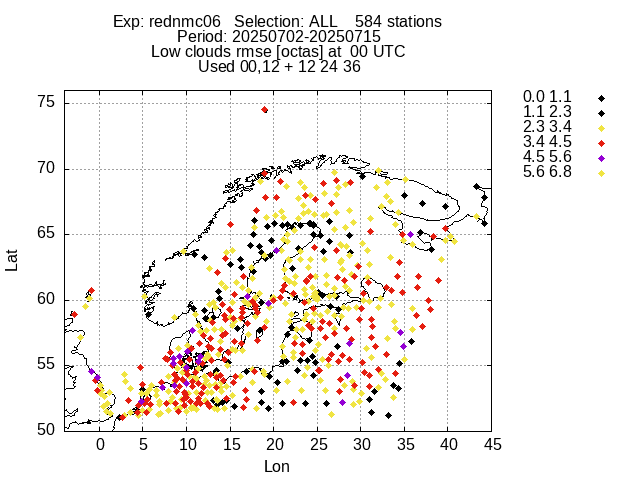 Exp: rednmc06 Selection: ALL 584 stations
Period: 20250702-20250715
Low clouds rmse [octas] at 00 UTC
Used 00,12 + 12 24 36
0.0 1.1
1.1 2.3
2.3 3.4
3.4 4.5
4.5 5.6
5.6 6.8
75
70
65
60
55
50
Lat
0 5 10 15 20 25 30 35 40 45
Lon